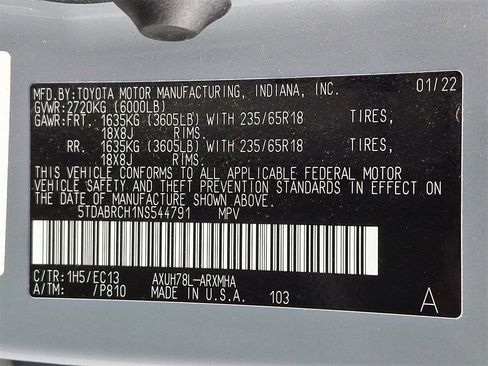 MFD.BY:TOYOTA MOTOR MANUFACTURING, INDIANA, INC. 01/22
GVWR:2720KG (6000LB)
GAWR:FRT. 1635KG (3605LB) WITH 235/65R18 TIRES,
18X8J RIMS.
RR. 1635KG (3605LB) WITH 235/65R18 TIRES,
18X8J RIMS.
THIS VEHICLE CONFORMS TO ALL APPLICABLE FEDERAL MOTOR
VEHICLE SAFETY AND THEFT PREVENTION STANDARDS IN EFFECT ON
THE DATE OF MANUFACTURE SHOWN ABOVE.
5TDABRCH1NS544791 MPV
C/TR: 1H5/EC13 AXUH78L-ARXMHA
A/TM: /P810 MADE IN U.S.A. 103 A